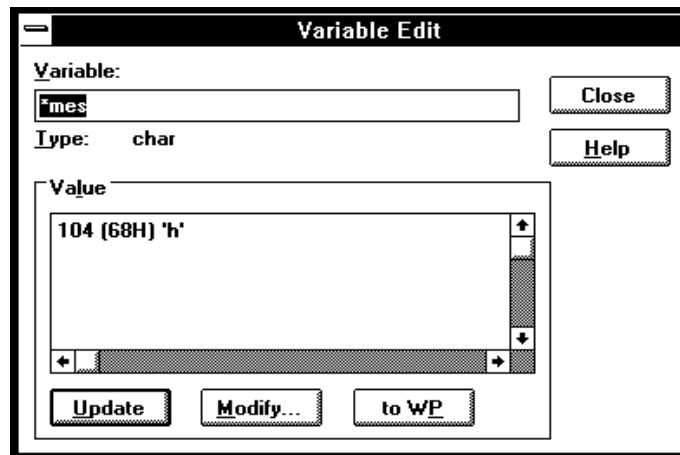 Variable Edit
Variable:
*mes
Type: char
Close
Help
Value
104 (68H) 'h'
Update Modify... to WP